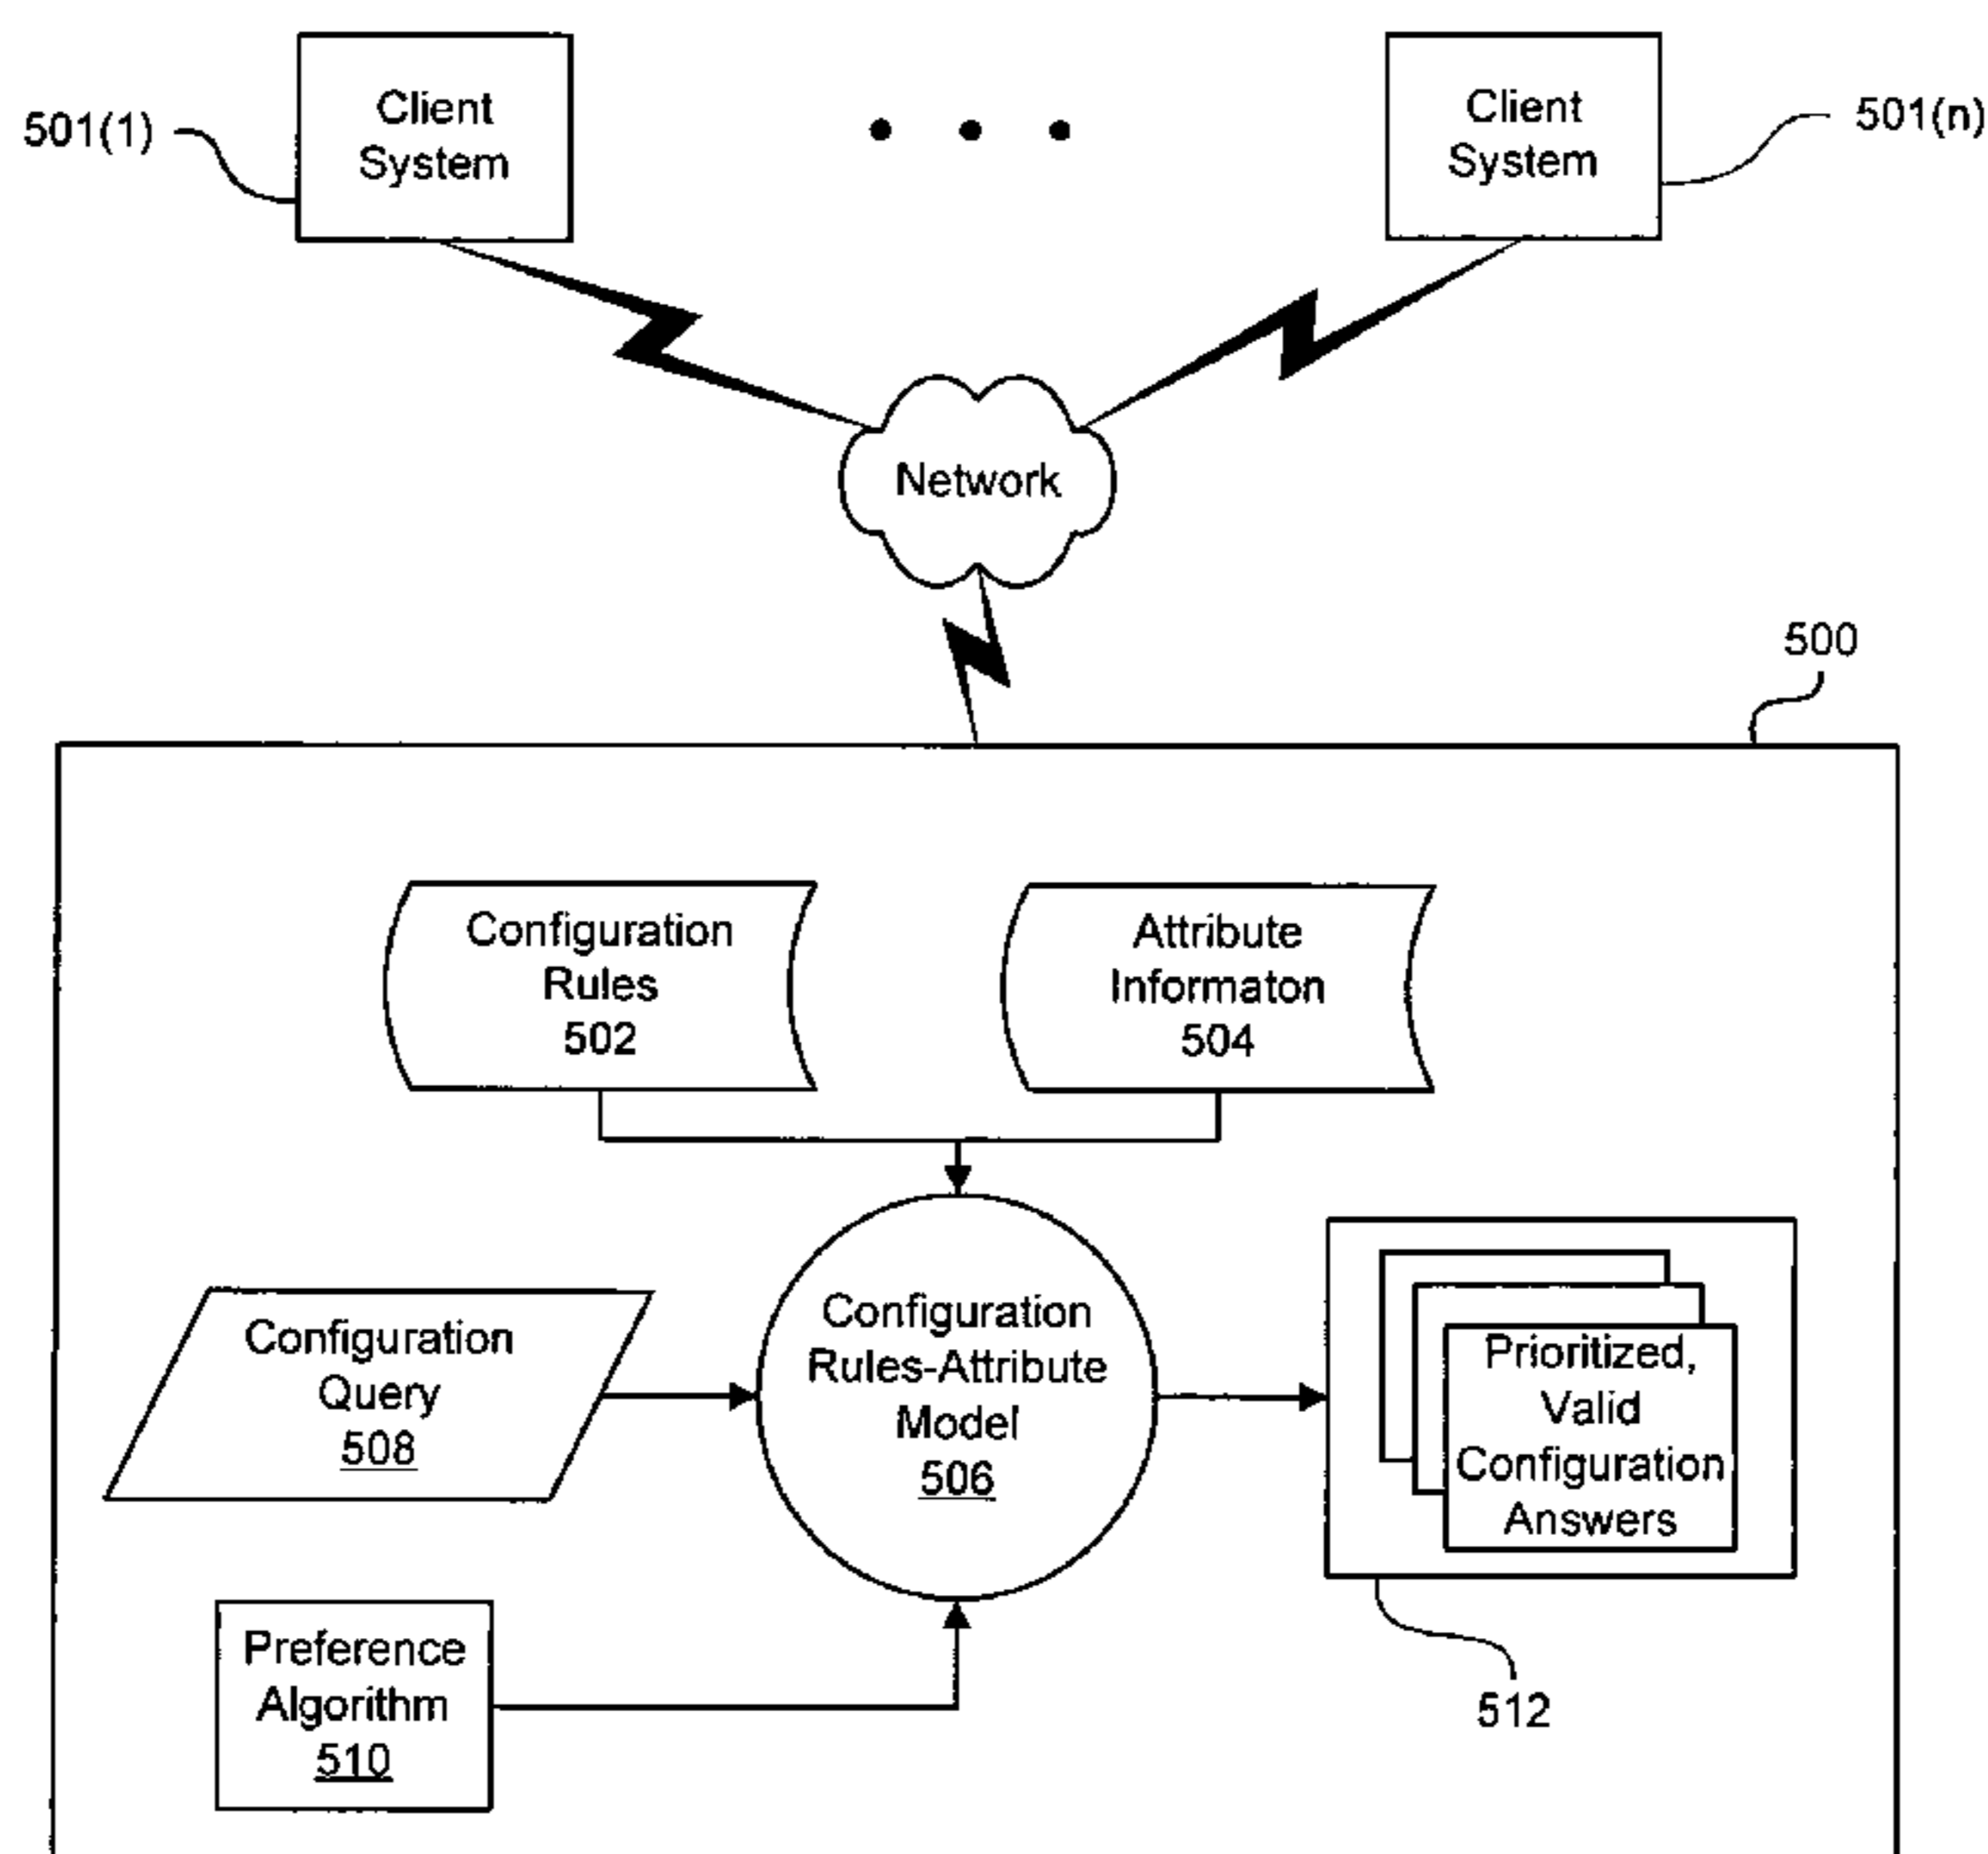 Client
System
501(1)
Client
System
501(n)
Network
500
Configuration
Rules
502
Attribute
Informaton
504
Configuration
Query
508
Configuration
Rules-Attribute
Model
506
Prioritized,
Valid
Configuration
Answers
Preference
Algorithm
510
512